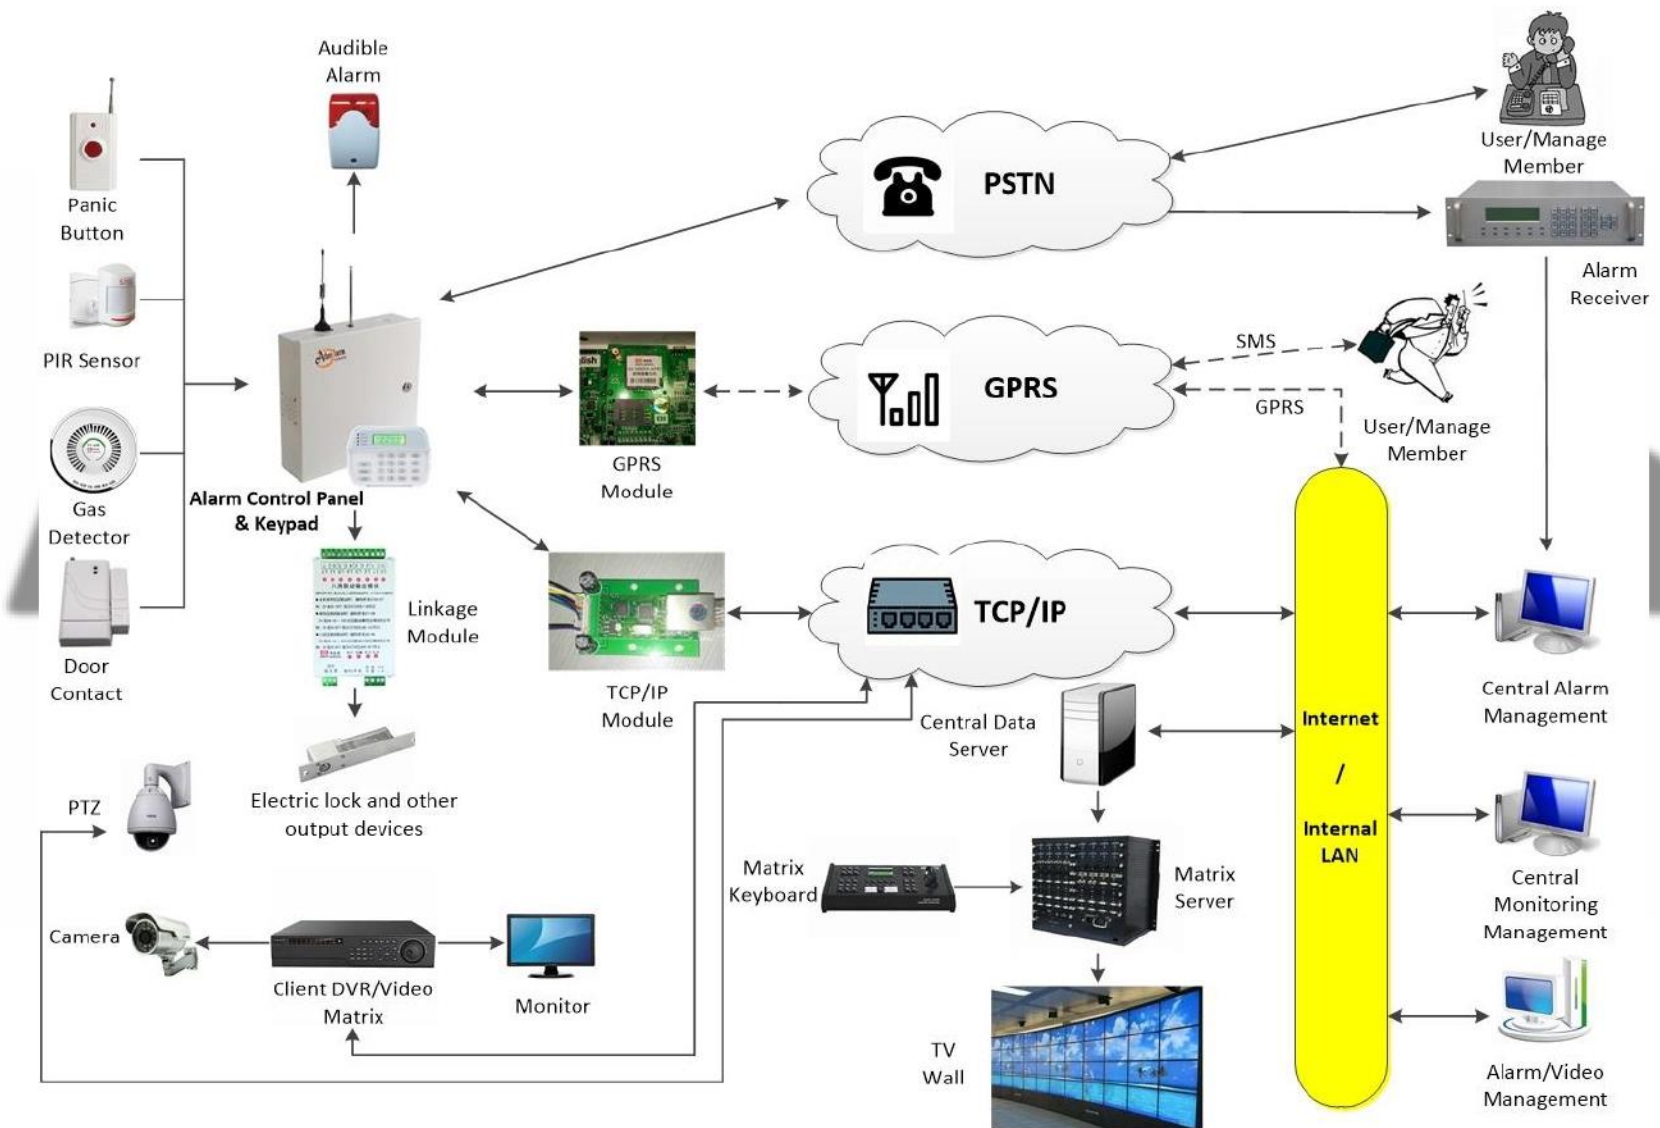 Audible
Alarm
Panic
Button
PIR Sensor
Gas
Detector
Door
Contact
Alarm Control Panel
& Keypad
Linkage
Module
Electric lock and other
output devices
GPRS
Module
TCP/IP
Module
PSTN
GPRS
TCP/IP
User/Manage
Member
Alarm
Receiver
SMS
GPRS
User/Manage
Member
Internet
/
Internal
LAN
Central Alarm
Management
Central
Monitoring
Management
Alarm/Video
Management
Central Data
Server
Matrix
Keyboard
Matrix
Server
TV
Wall
PTZ
Camera
Client DVR/Video
Matrix
Monitor